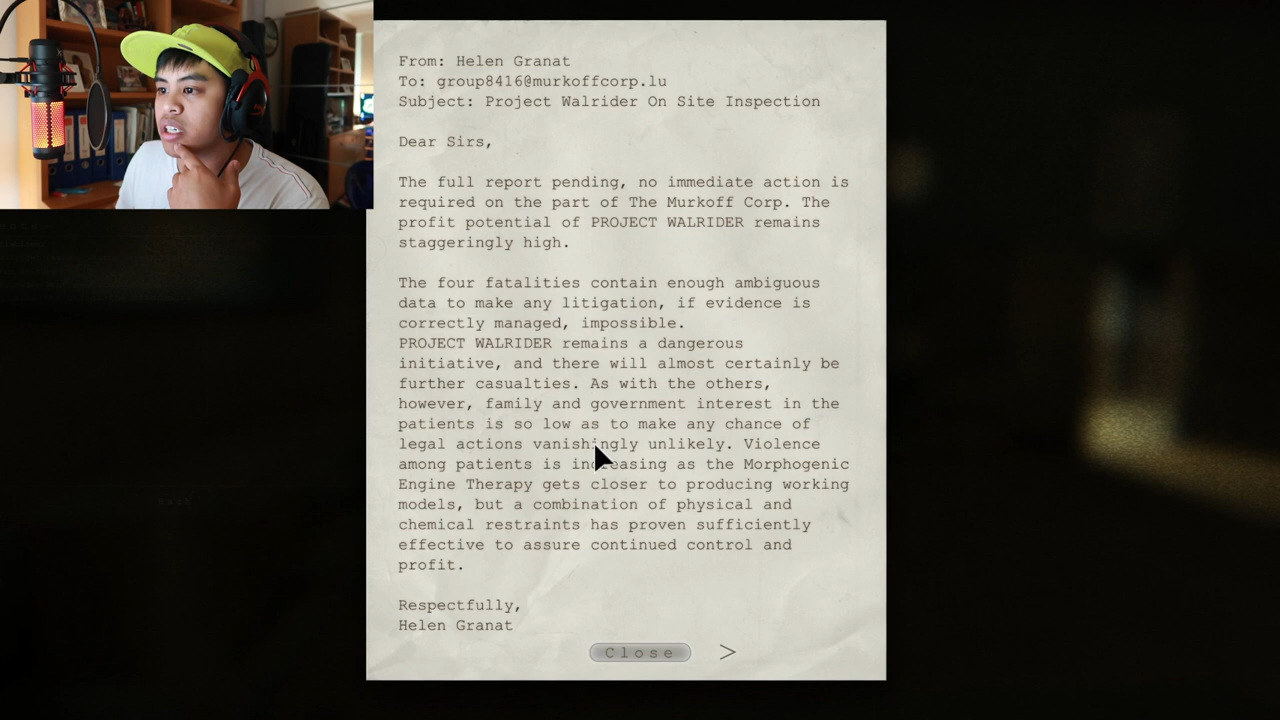 From: Helen Granat
To: group8416@murkoffcorp.lu
Subject: Project Walrider On Site Inspection
Dear Sirs,
The full report pending, no immediate action is
required on the part of The Murkoff Corp. The
profit potential of PROJECT WALRIDER remains
staggeringly high.
The four fatalities contain enough ambiguous
data to make any litigation, if evidence is
correctly managed, impossible.
PROJECT WALRIDER remains a dangerous
initiative, and there will almost certainly be
further casualties. As with the others,
however, family and government interest in the
patients is so low as to make any chance of
legal actions vanishingly unlikely. Violence
among patients is increasing as the Morphogenic
Engine Therapy gets closer to producing working
models, but a combination of physical and
chemical restraints has proven sufficiently
effective to assure continued control and
profit.
Respectfully,
Helen Granat
Close >